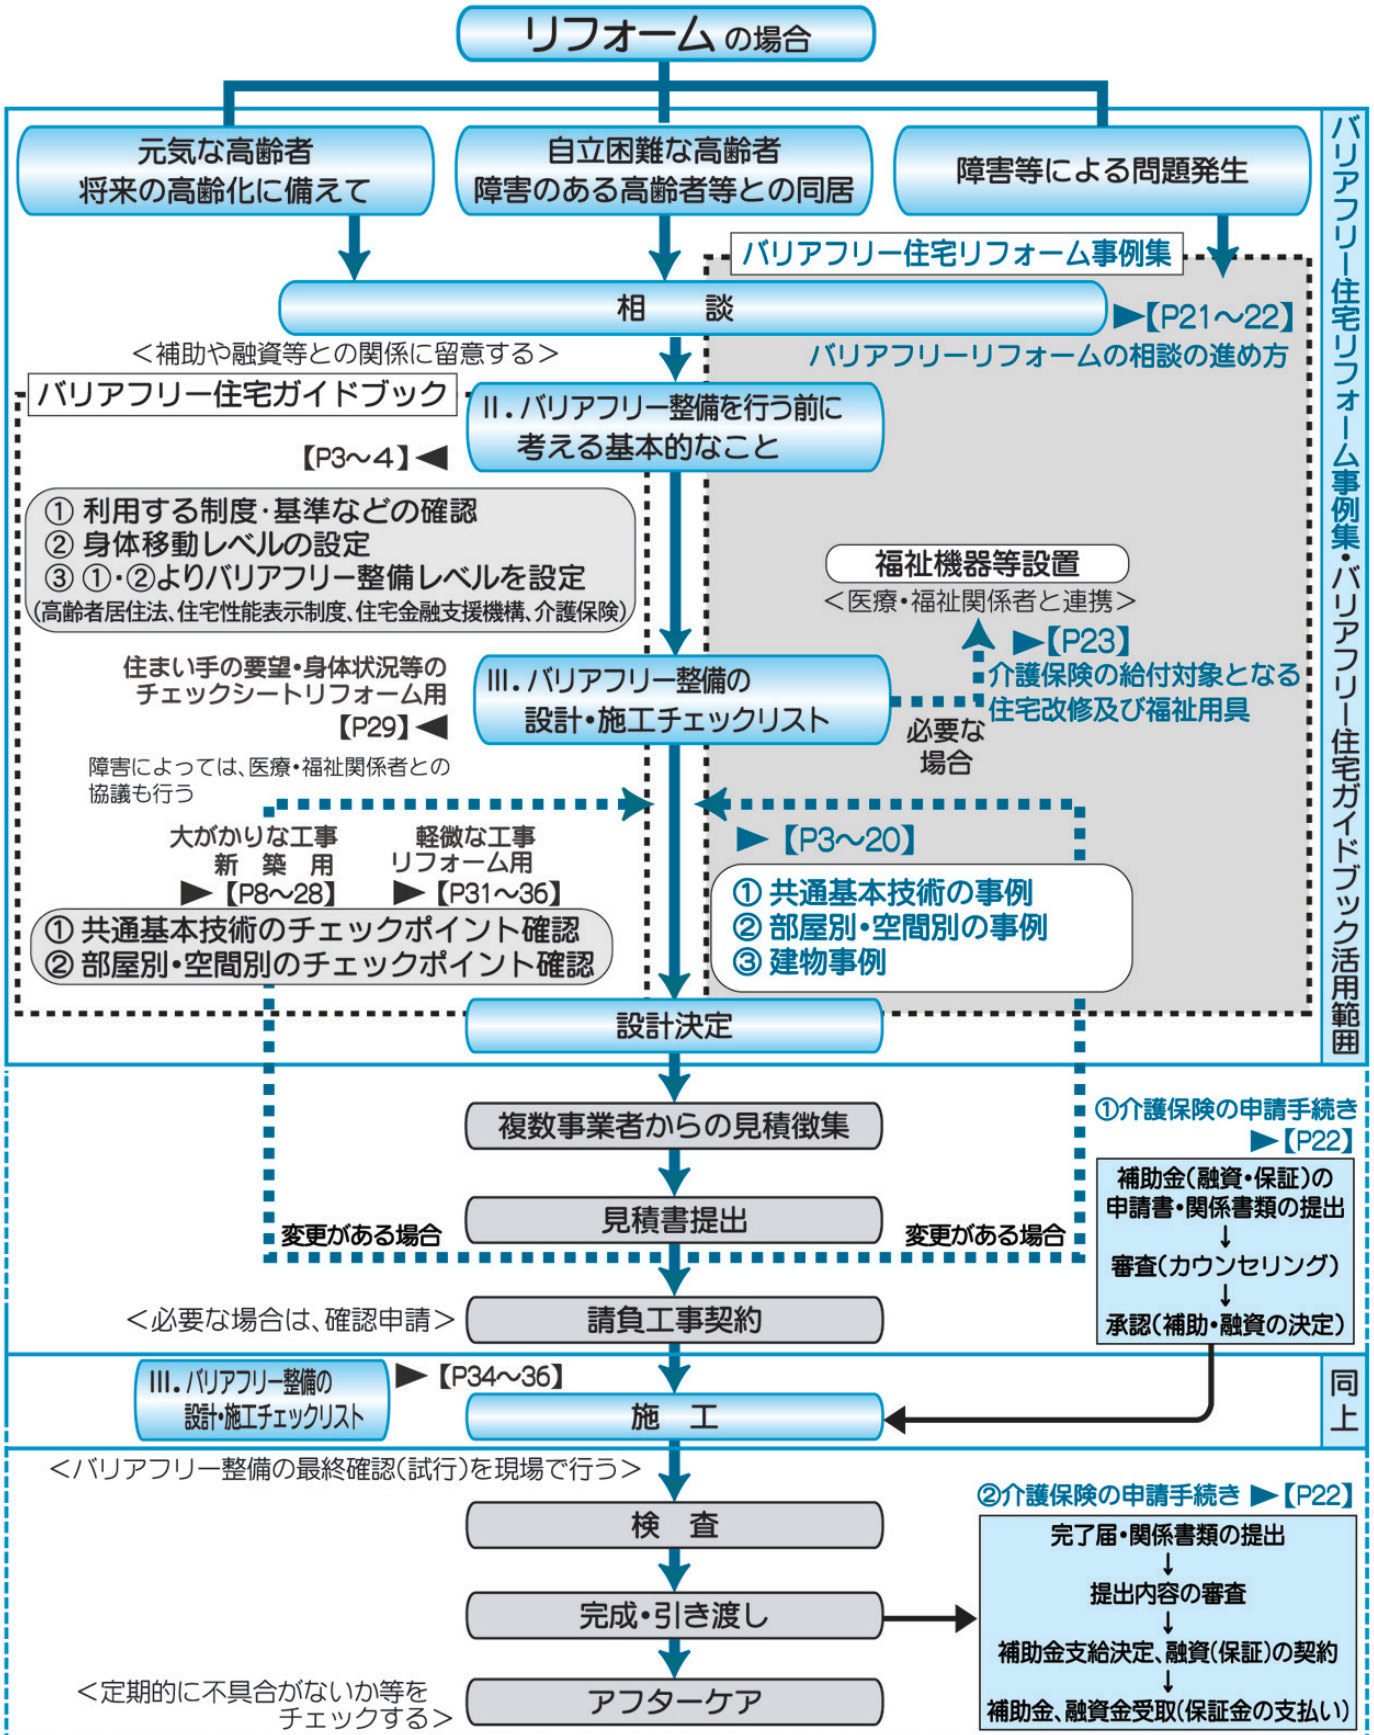 リフォームの場合
元気な高齢者
将来の高齢化に備えて
自立困難な高齢者
障害のある高齢者等との同居
障害等による問題発生
バリアフリー住宅リフォーム事例集・バリアフリー住宅ガイドブック活用範囲
バリアフリー住宅リフォーム事例集
相　談
▶【P21〜22】
バリアフリーリフォームの相談の進め方
＜補助や融資等との関係に留意する＞
バリアフリー住宅ガイドブック
Ⅱ．バリアフリー整備を行う前に
考える基本的なこと
【P3〜4】◀
① 利用する制度・基準などの確認
② 身体移動レベルの設定
③ ①・②よりバリアフリー整備レベルを設定
(高齢者居住法、住宅性能表示制度、住宅金融支援機構、介護保険)
福祉機器等設置
＜医療・福祉関係者と連携＞
▶【P23】
介護保険の給付対象となる
住宅改修及び福祉用具
住まい手の要望・身体状況等の
チェックシートリフォーム用
【P29】◀
Ⅲ．バリアフリー整備の
設計・施工チェックリスト
必要な
場合
障害によっては、医療・福祉関係者との
協議も行う
大がかりな工事
新　築　用
▶【P8〜28】
軽微な工事
リフォーム用
▶【P31〜36】
① 共通基本技術のチェックポイント確認
② 部屋別・空間別のチェックポイント確認
▶【P3〜20】
① 共通基本技術の事例
② 部屋別・空間別の事例
③ 建物事例
設計決定
複数事業者からの見積徴集
見積書提出
変更がある場合
変更がある場合
①介護保険の申請手続き
▶【P22】
補助金(融資・保証)の
申請書・関係書類の提出
↓
審査(カウンセリング)
↓
承認(補助・融資の決定)
＜必要な場合は、確認申請＞
請負工事契約
Ⅲ．バリアフリー整備の
設計・施工チェックリスト
▶【P34〜36】
施　工
同上
＜バリアフリー整備の最終確認(試行)を現場で行う＞
検　査
②介護保険の申請手続き ▶【P22】
完了届・関係書類の提出
↓
提出内容の審査
↓
補助金支給決定、融資(保証)の契約
↓
補助金、融資金受取(保証金の支払い)
完成・引き渡し
＜定期的に不具合がないか等を
チェックする＞
アフターケア